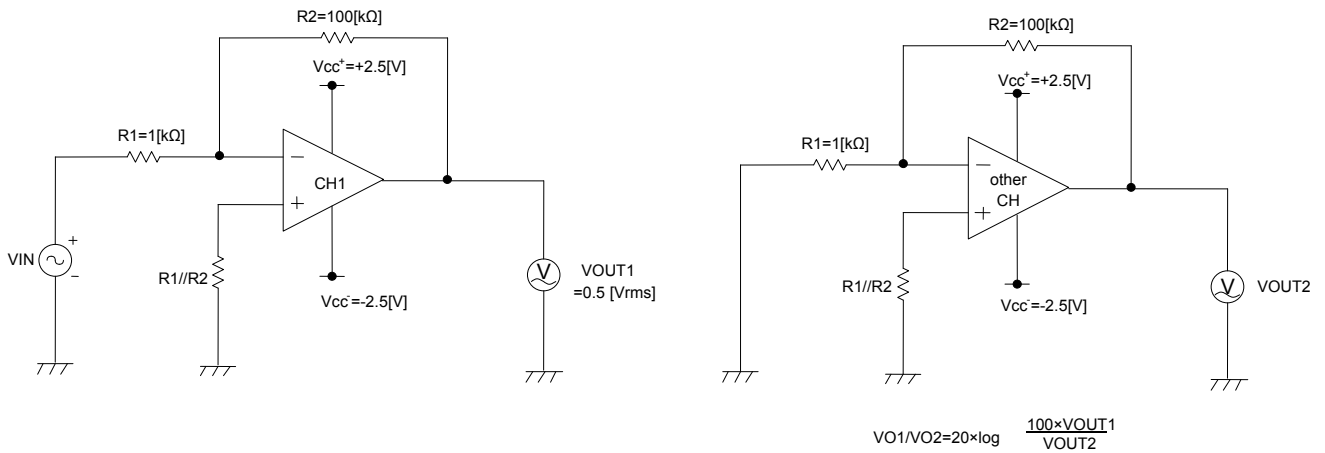 R2=100[kΩ]
Vcc⁺=+2.5[V]
R1=1[kΩ]
−
CH1
+
VIN
+
−
R1//R2
Vcc⁻=-2.5[V]
V
VOUT1
=0.5 [Vrms]
R2=100[kΩ]
Vcc⁺=+2.5[V]
R1=1[kΩ]
−
other
CH
+
R1//R2
Vcc⁻=-2.5[V]
V
VOUT2
VO1/VO2=20×log 100×VOUT1
VOUT2